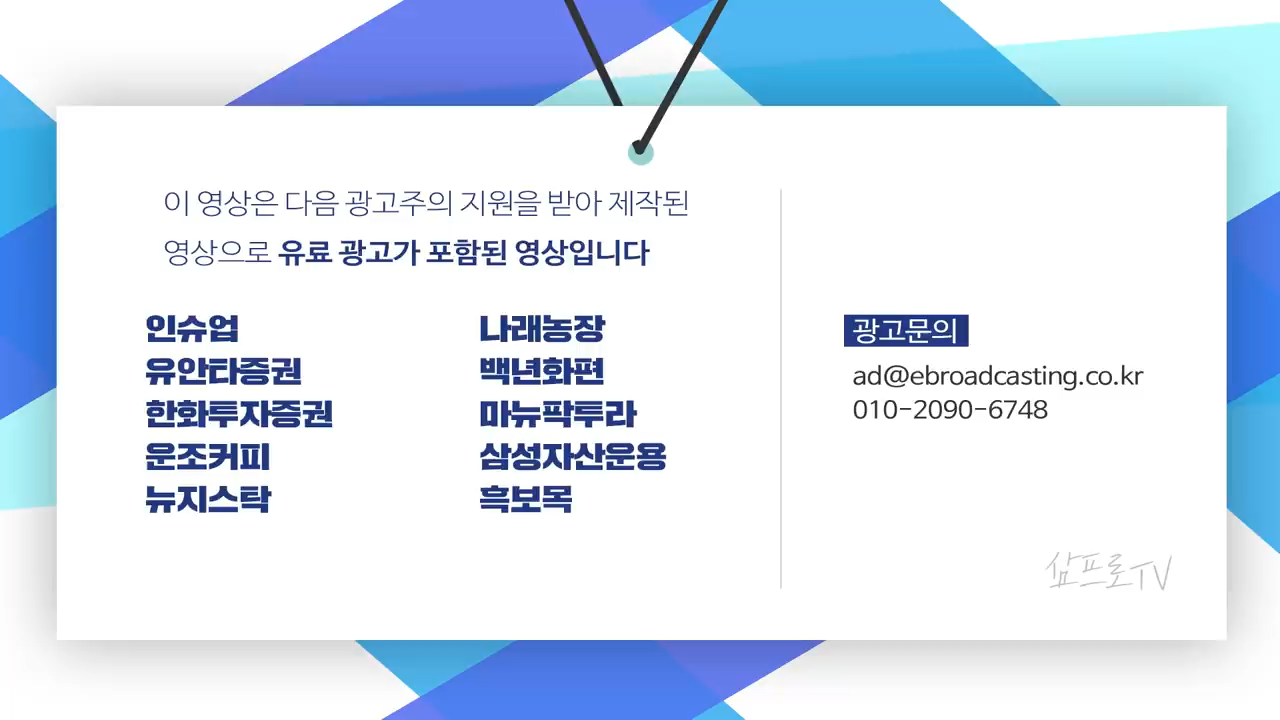 이 영상은 다음 광고주의 지원을 받아 제작된
영상으로 유료 광고가 포함된 영상입니다
인슈업
유안타증권
한화투자증권
운조커피
뉴지스탁
나래농장
백년화편
마뉴팍투라
삼성자산운용
흑보목
광고문의
ad@ebroadcasting.co.kr
010-2090-6748
삼프로TV